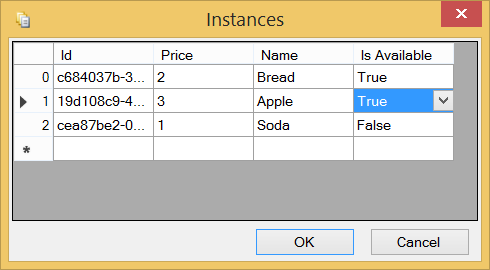 Instances
Id Price Name Is Available
0 c684037b-3... 2 Bread True
1 19d108c9-4... 3 Apple True
2 cea87be2-0... 1 Soda False
*
OK Cancel